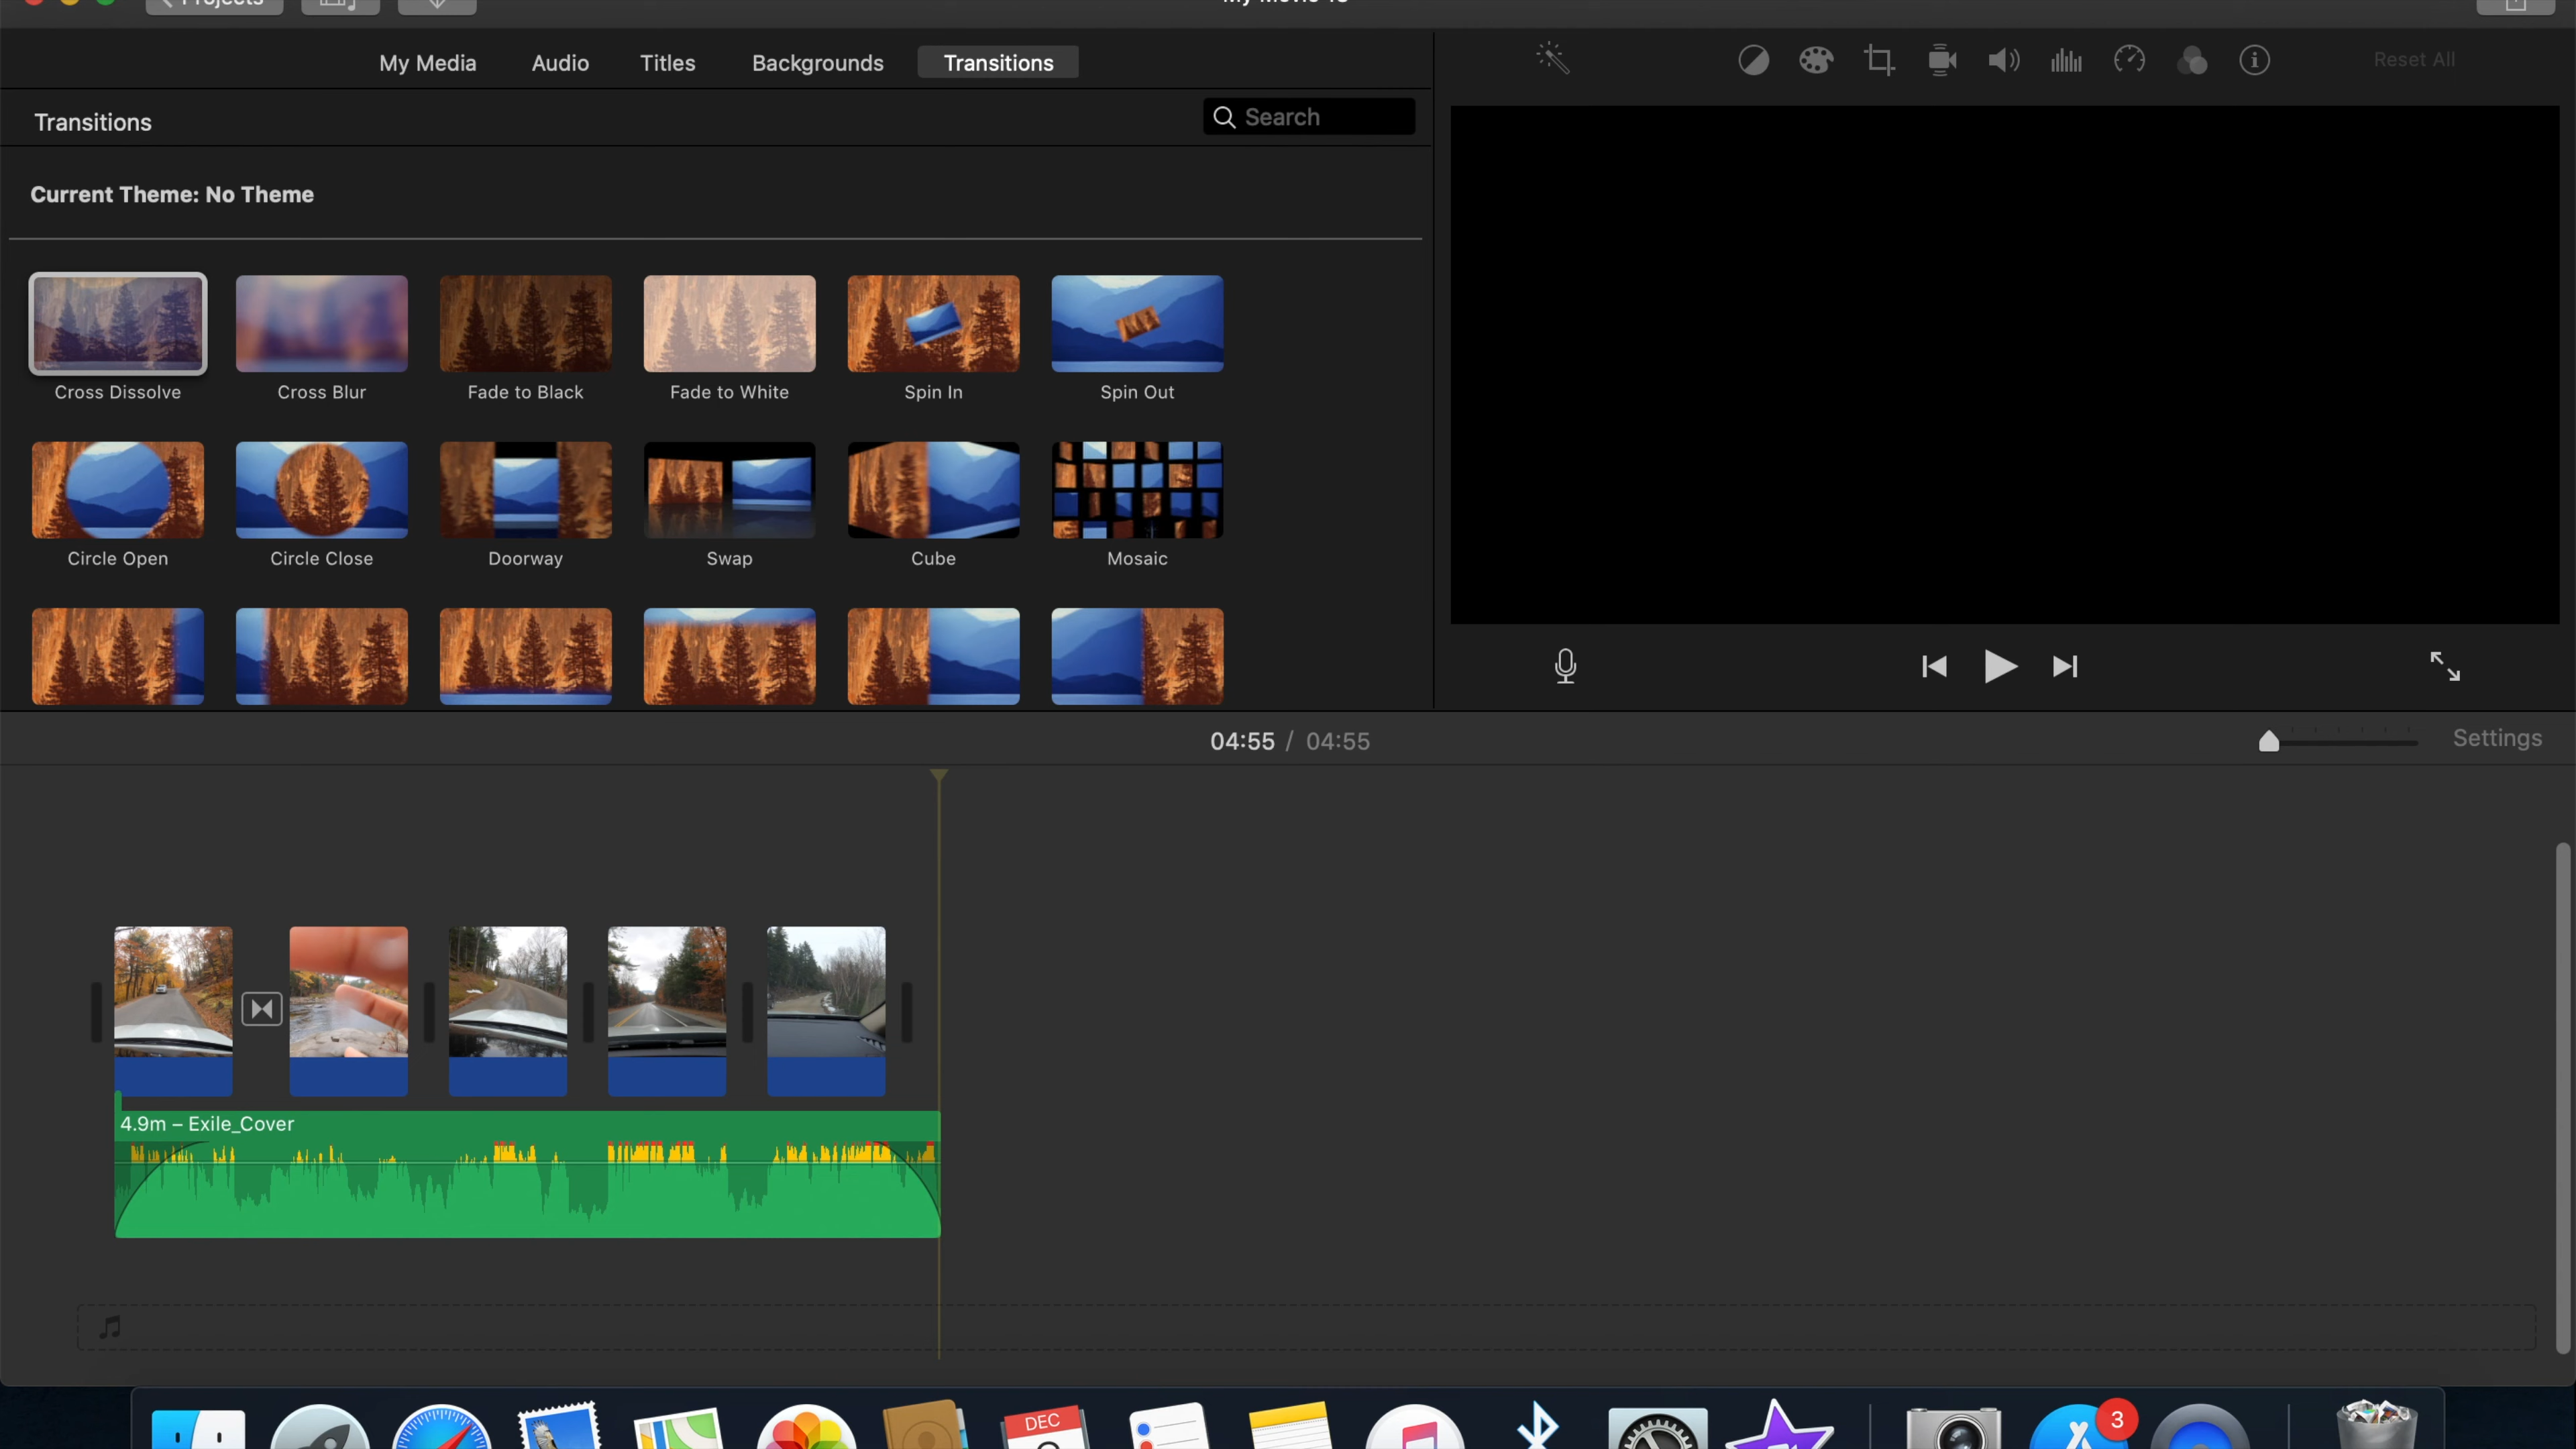 Projects
My Media Audio Titles Backgrounds Transitions
Reset All
Transitions
Search
Current Theme: No Theme
Cross Dissolve Cross Blur Fade to Black Fade to White Spin In Spin Out
Circle Open Circle Close Doorway Swap Cube Mosaic
04:55 / 04:55
Settings
4.9m – Exile_Cover
DEC
3